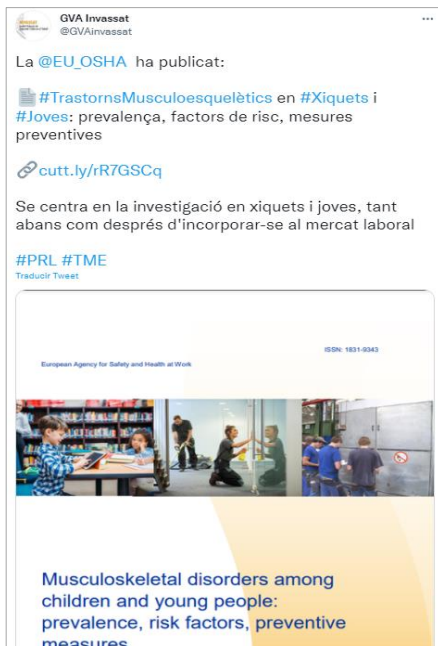 GVA Invassat
@GVAinvassat
La @EU_OSHA ha publicat:
#TrastornsMusculoesquelètics en #Xiquets i
#Joves: prevalença, factors de risc, mesures
preventives
cutt.ly/rR7GSCq
Se centra en la investigació en xiquets i joves, tant
abans com després d'incorporar-se al mercat laboral
#PRL #TME
Traducir Tweet
ISSN: 1831-9343
European Agency for Safety and Health at Work
Musculoskeletal disorders among
children and young people:
prevalence, risk factors, preventive
measures